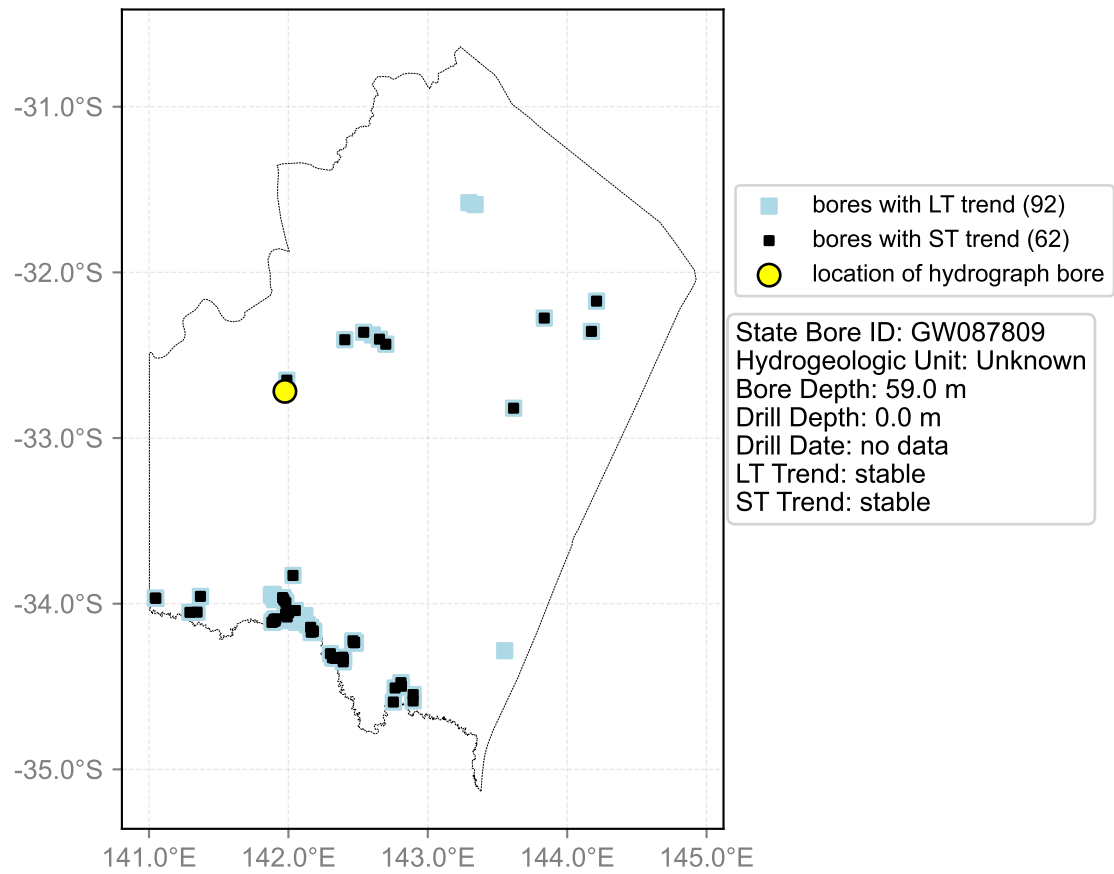 -31.0°S
-32.0°S
-33.0°S
-34.0°S
-35.0°S
141.0°E 142.0°E 143.0°E 144.0°E 145.0°E
bores with LT trend (92)
bores with ST trend (62)
location of hydrograph bore
State Bore ID: GW087809
Hydrogeologic Unit: Unknown
Bore Depth: 59.0 m
Drill Depth: 0.0 m
Drill Date: no data
LT Trend: stable
ST Trend: stable